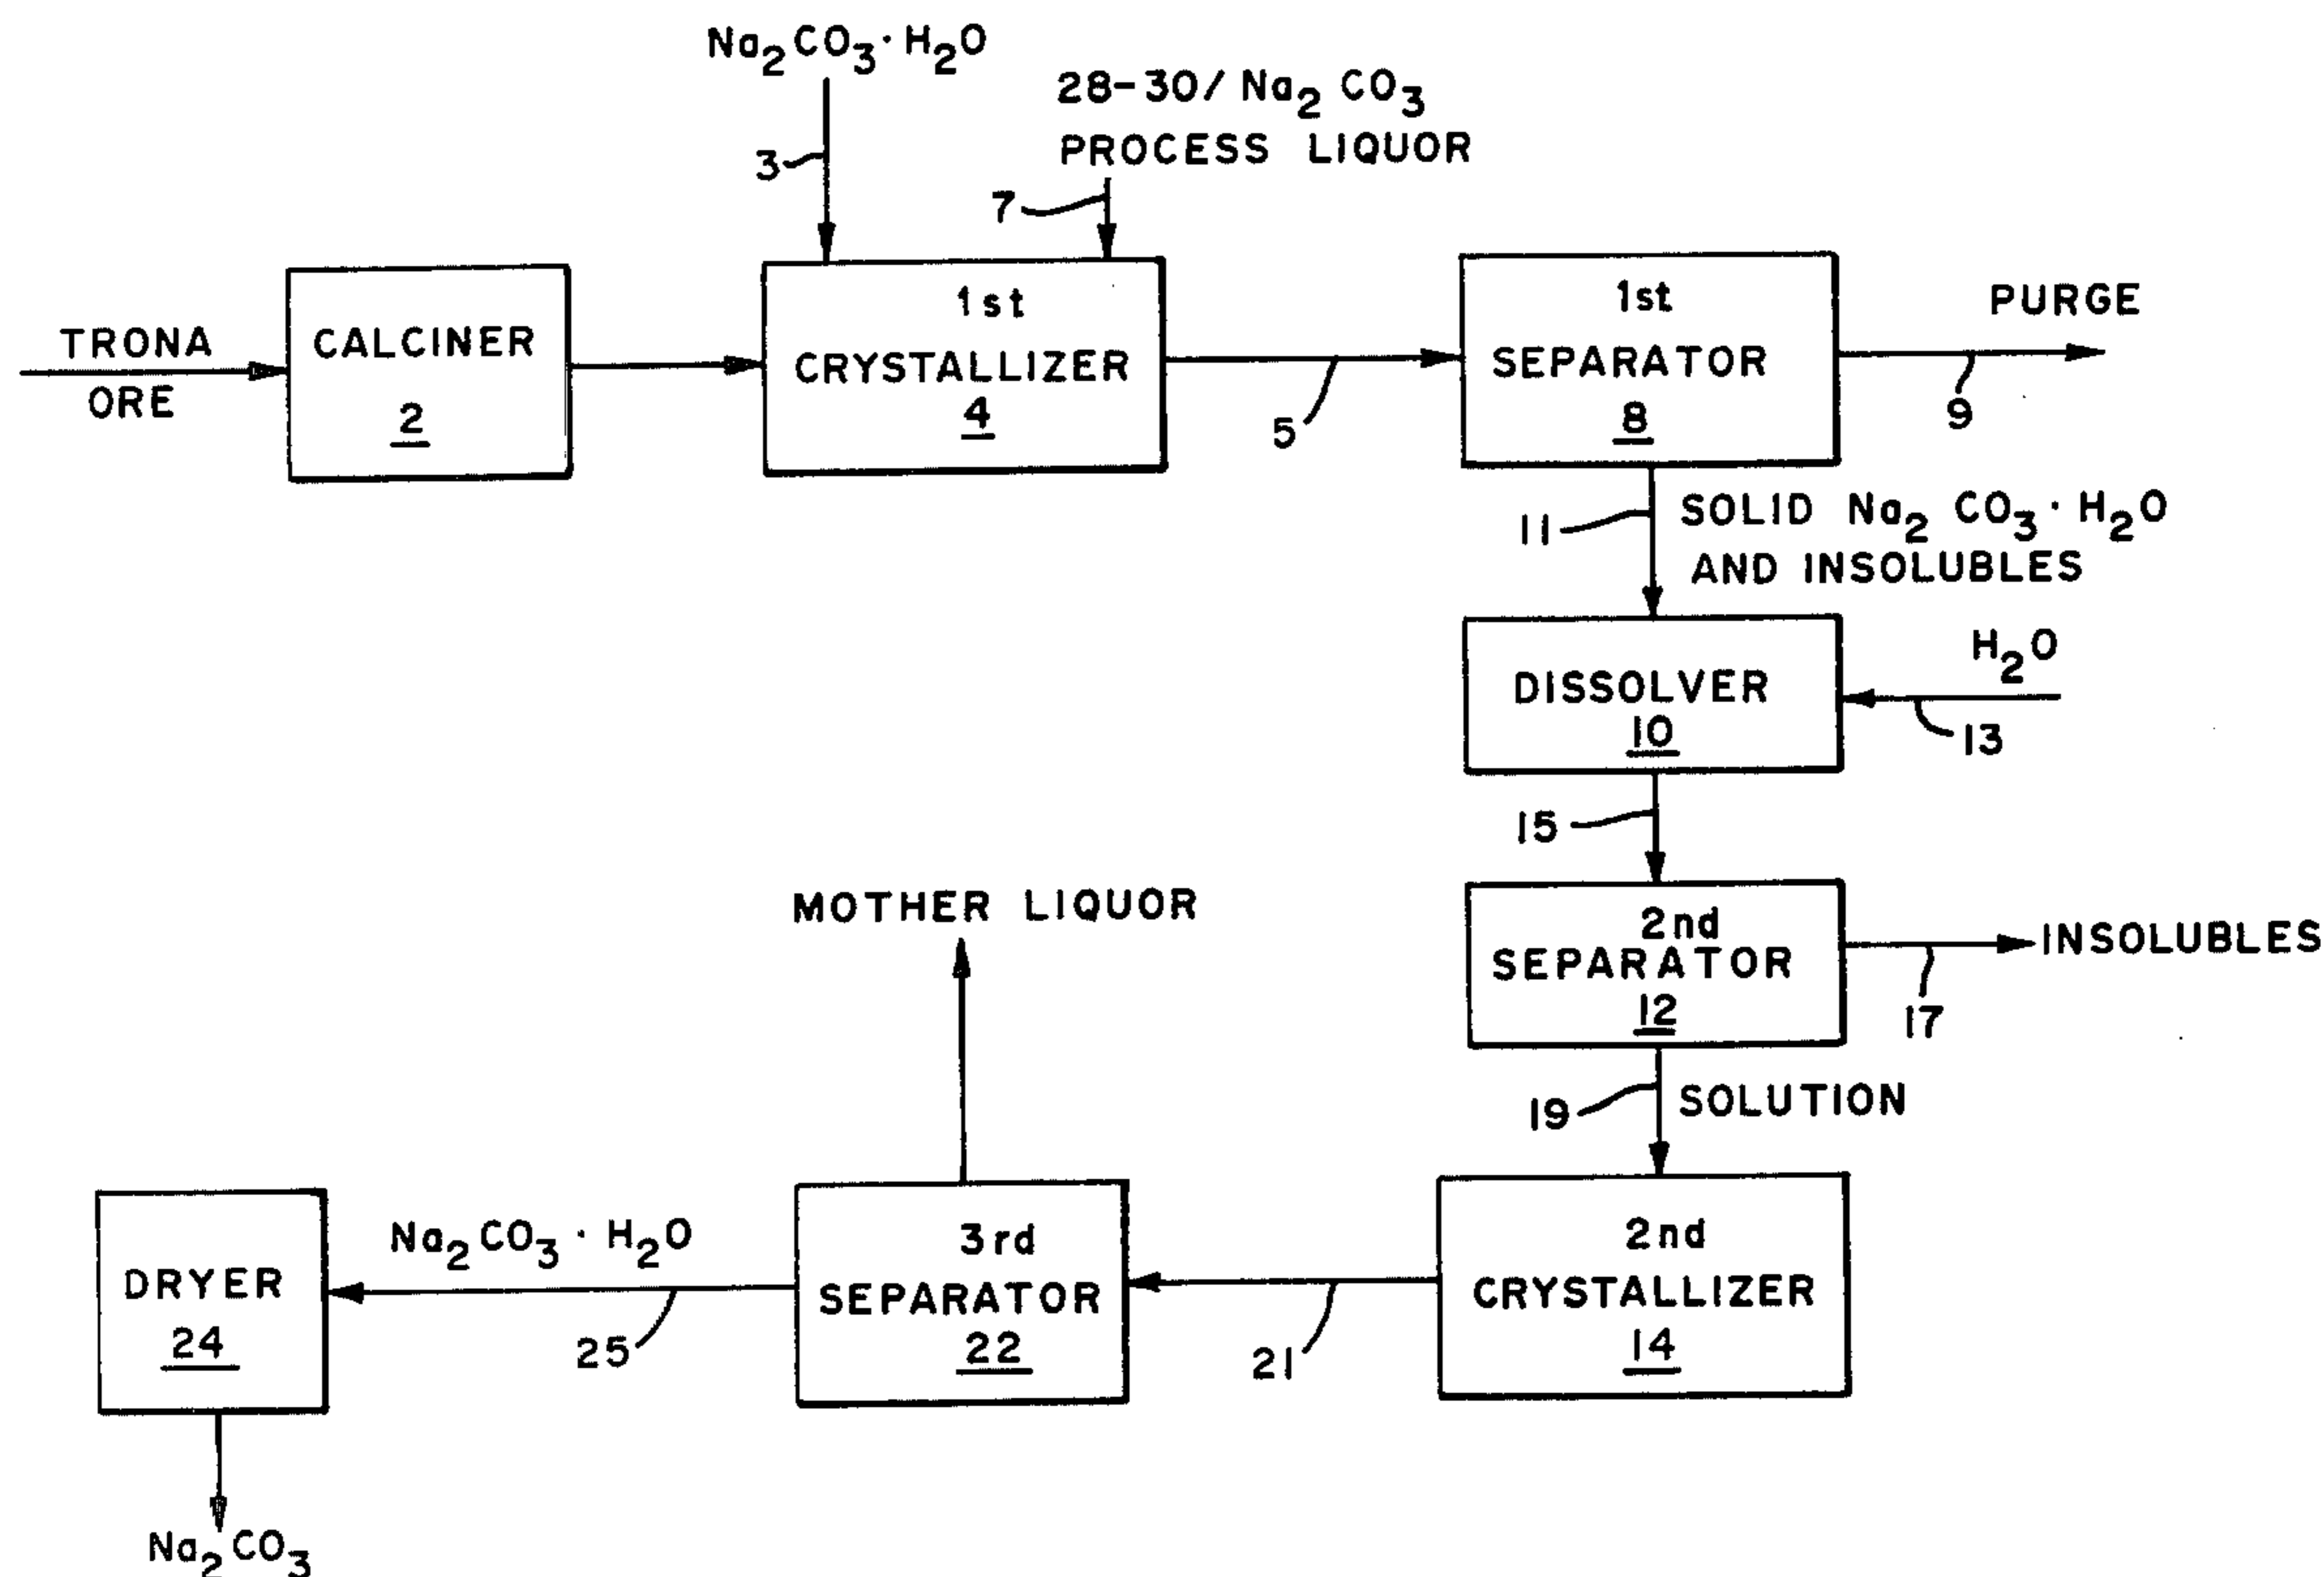 Na2CO3·H2O
28-30/ Na2 CO3
PROCESS LIQUOR
3
7
TRONA
ORE
CALCINER
2
1st
CRYSTALLIZER
4
5
1st
SEPARATOR
8
PURGE
9
11
SOLID Na2 CO3·H2O
AND INSOLUBLES
DISSOLVER
10
H2O
13
15
2nd
SEPARATOR
12
INSOLUBLES
17
19
SOLUTION
2nd
CRYSTALLIZER
14
21
MOTHER LIQUOR
3rd
SEPARATOR
22
Na2CO3·H2O
25
DRYER
24
Na2CO3